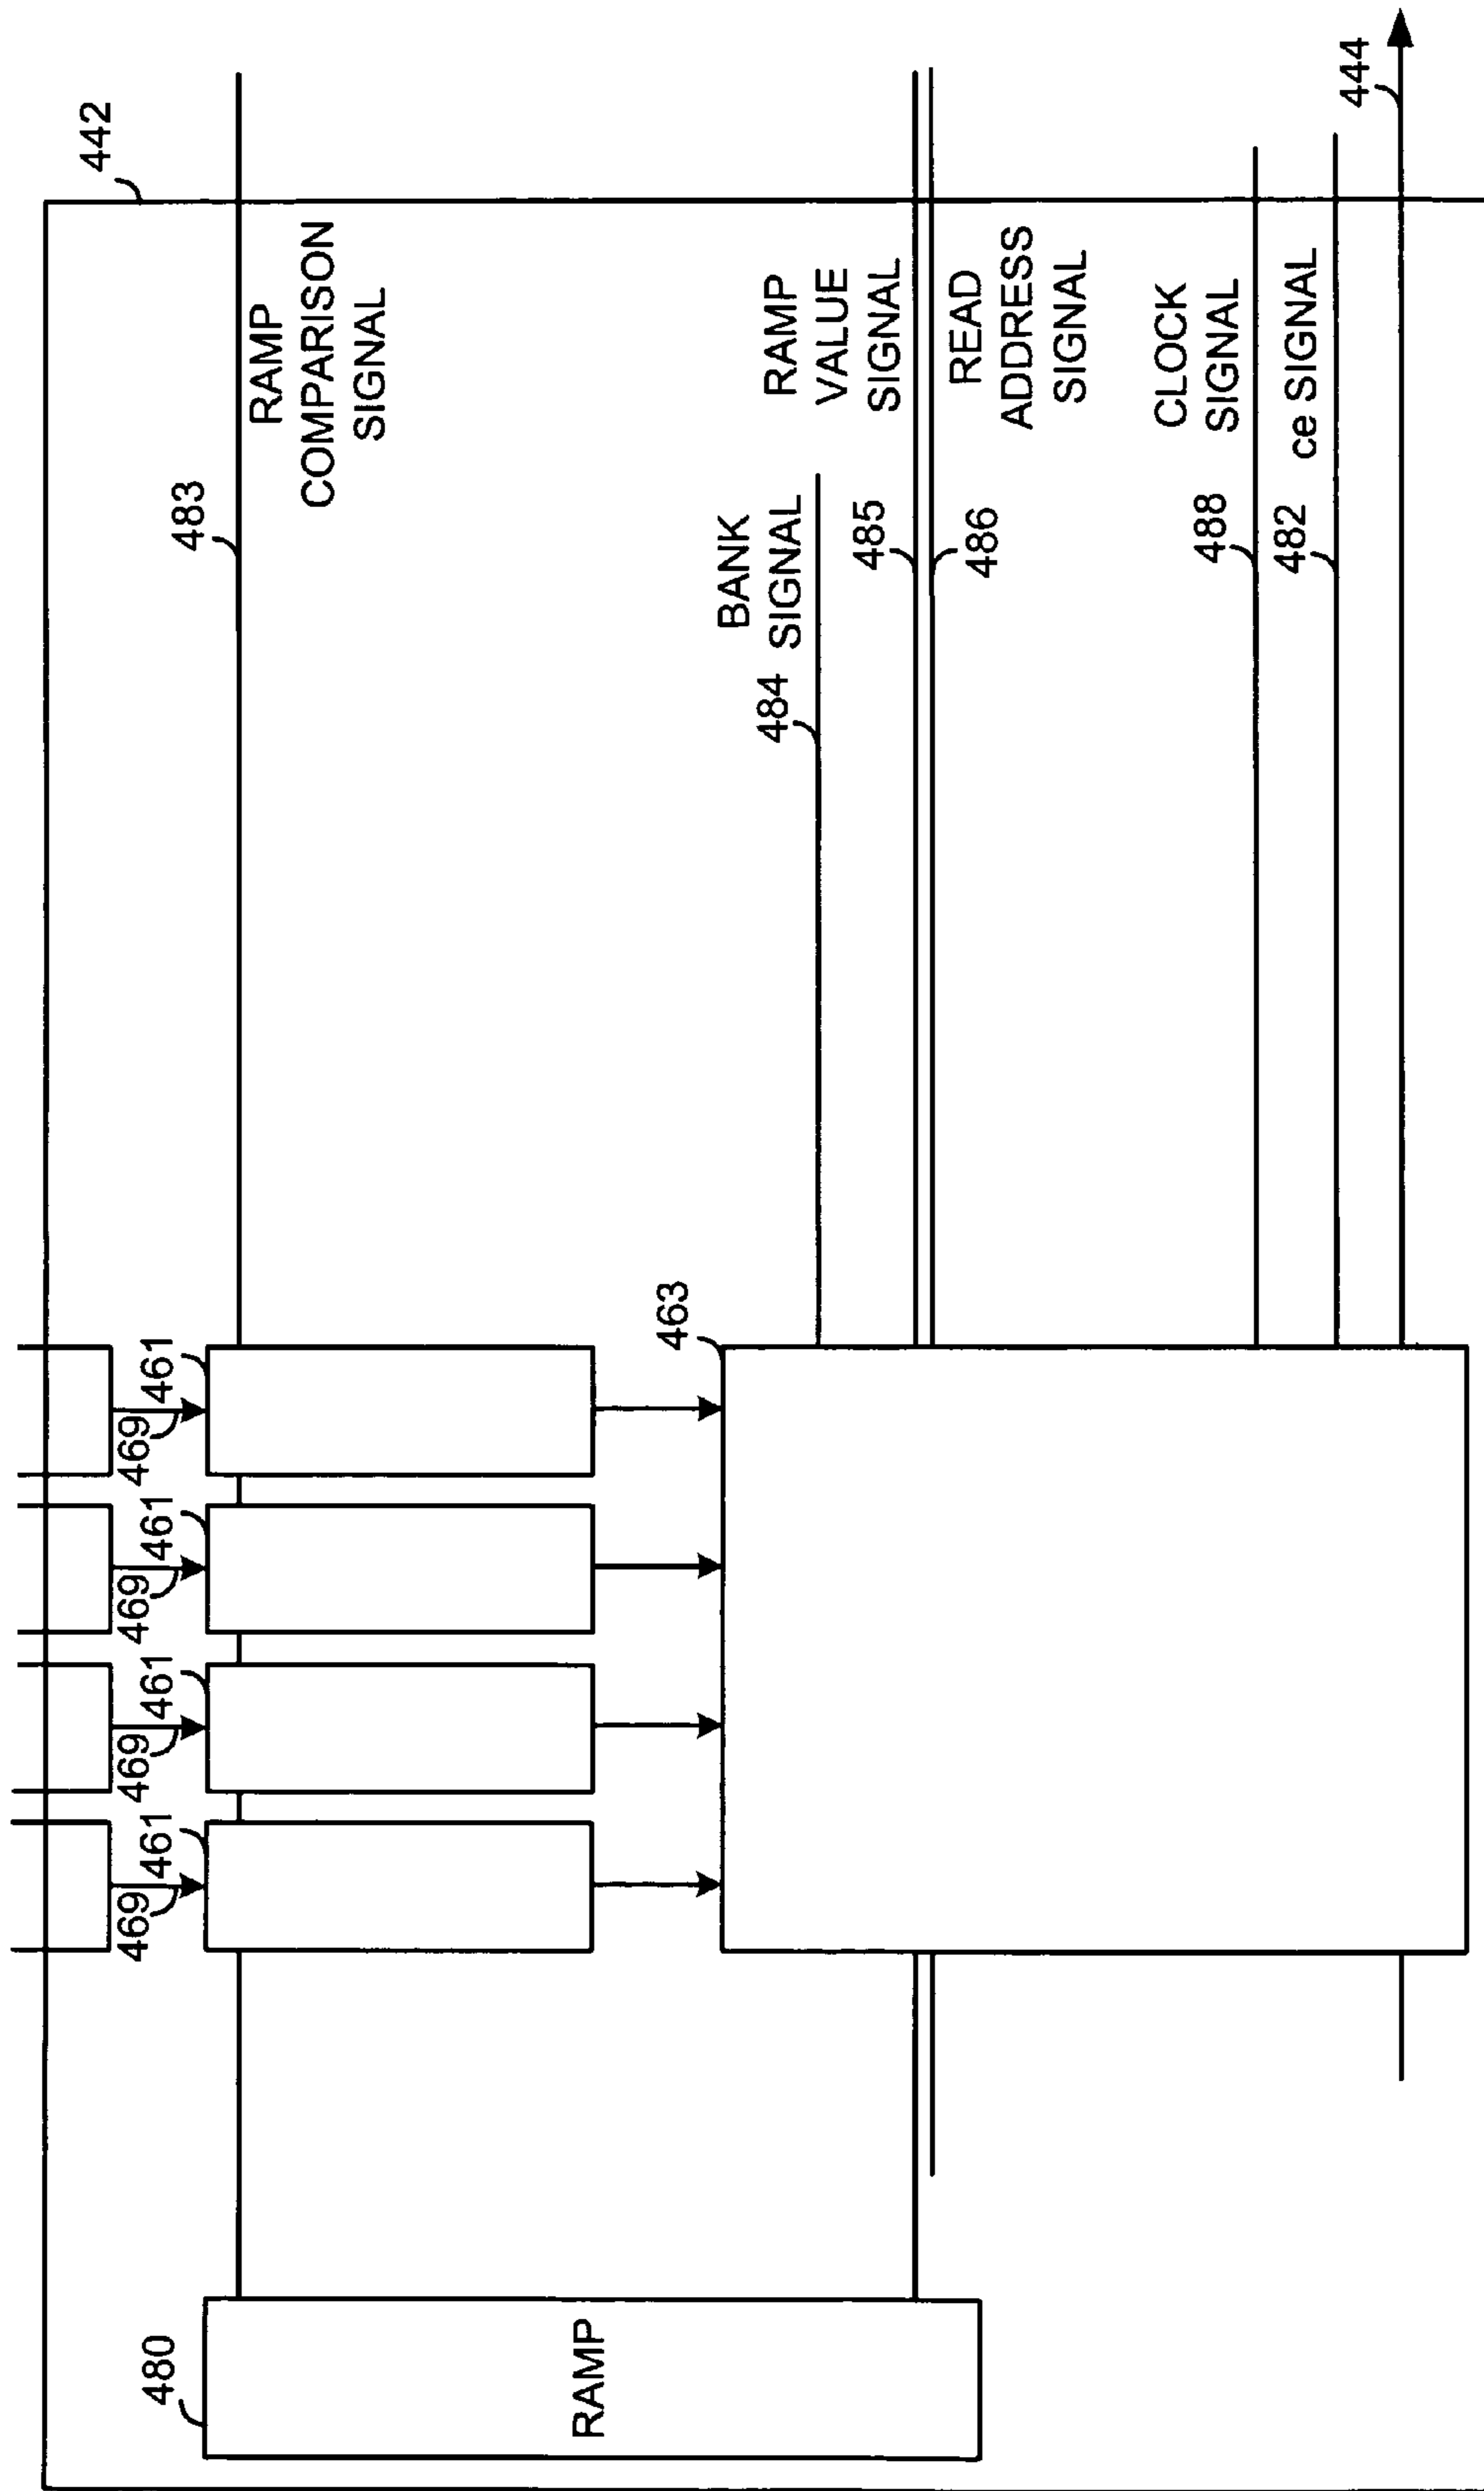 442
483
RAMP
COMPARISON
SIGNAL
469
461
469
461
469
461
469
461
480
RAMP
463
BANK
SIGNAL
484
RAMP
VALUE
SIGNAL
485
486
READ
ADDRESS
SIGNAL
CLOCK
SIGNAL
488
ce SIGNAL
482
444